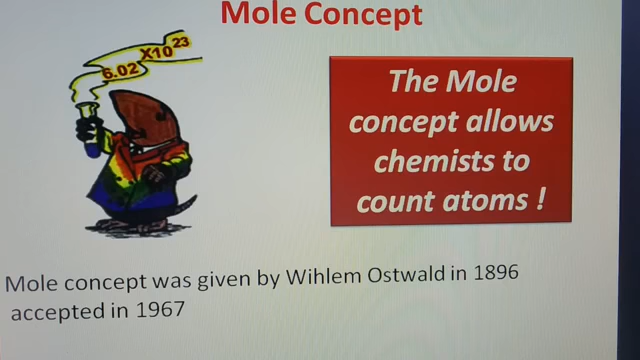 Mole Concept
6.02 X10 23
The Mole
concept allows
chemists to
count atoms !
Mole concept was given by Wihlem Ostwald in 1896
accepted in 1967